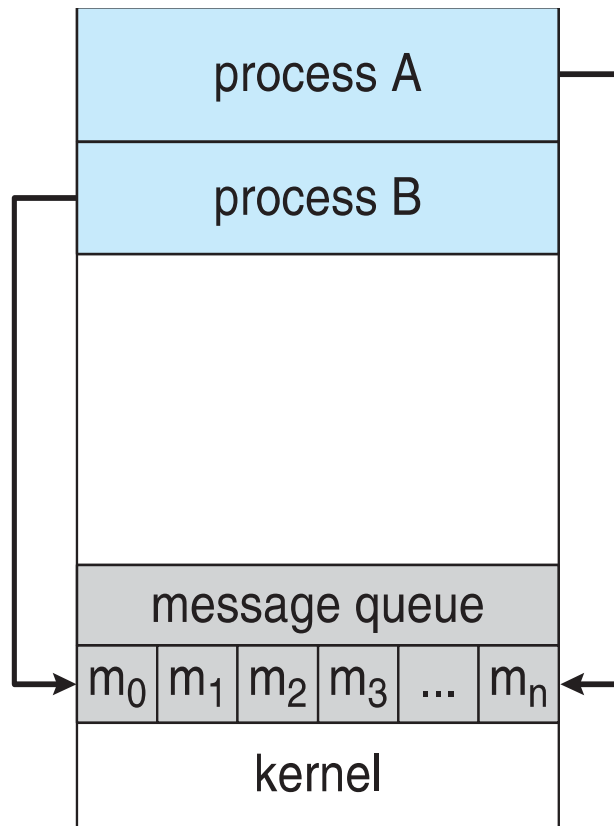 process A
process B
message queue
m₀ m₁ m₂ m₃ ... mₙ
kernel